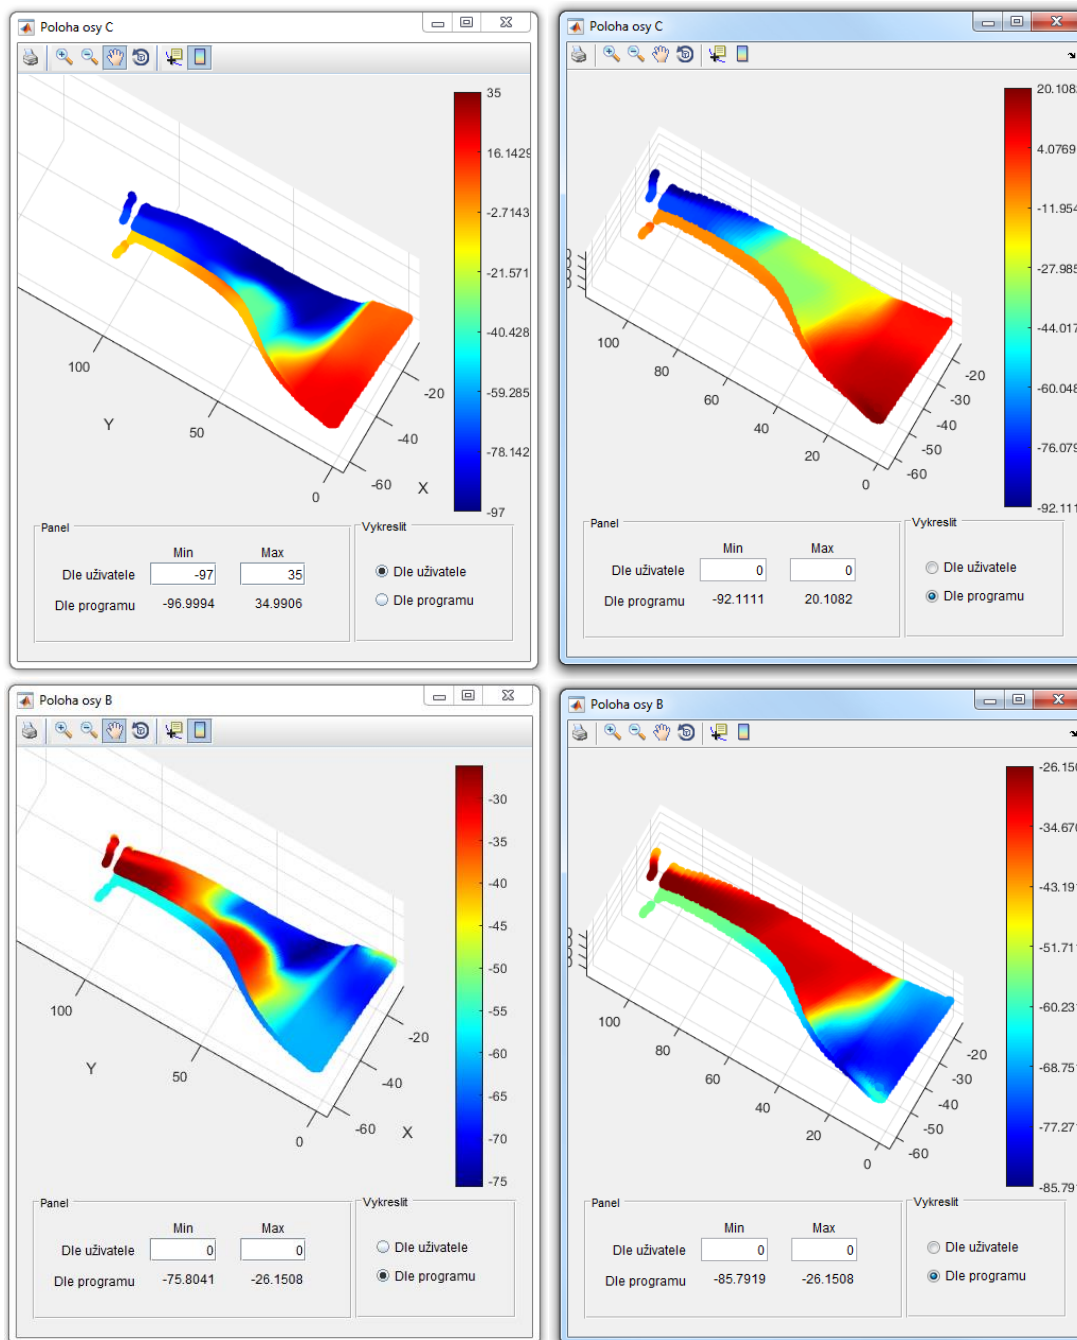 Poloha osy C
35
16.1429
-2.7143
-21.571
-40.428
-59.285
-78.142
-97
100
Y
50
0
-20
-40
-60
X
Panel
Min
Max
Dle uživatele
-97
35
Dle programu
-96.9994
34.9906
Vykreslit
Dle uživatele
Dle programu
Poloha osy C
20.1082
4.0769
-11.954
-27.985
-44.017
-60.048
-76.079
-92.111
100
80
60
40
20
0
-20
-30
-40
-50
-60
Panel
Min
Max
Dle uživatele
0
0
Dle programu
-92.1111
20.1082
Vykreslit
Dle uživatele
Dle programu
Poloha osy B
-30
-35
-40
-45
-50
-55
-60
-65
-70
-75
100
Y
50
0
-20
-40
-60
X
Panel
Min
Max
Dle uživatele
0
0
Dle programu
-75.8041
-26.1508
Vykreslit
Dle uživatele
Dle programu
Poloha osy B
-26.150
-34.670
-43.191
-51.711
-60.231
-68.751
-77.271
-85.791
100
80
60
40
20
0
-20
-30
-40
-50
-60
Panel
Min
Max
Dle uživatele
0
0
Dle programu
-85.7919
-26.1508
Vykreslit
Dle uživatele
Dle programu